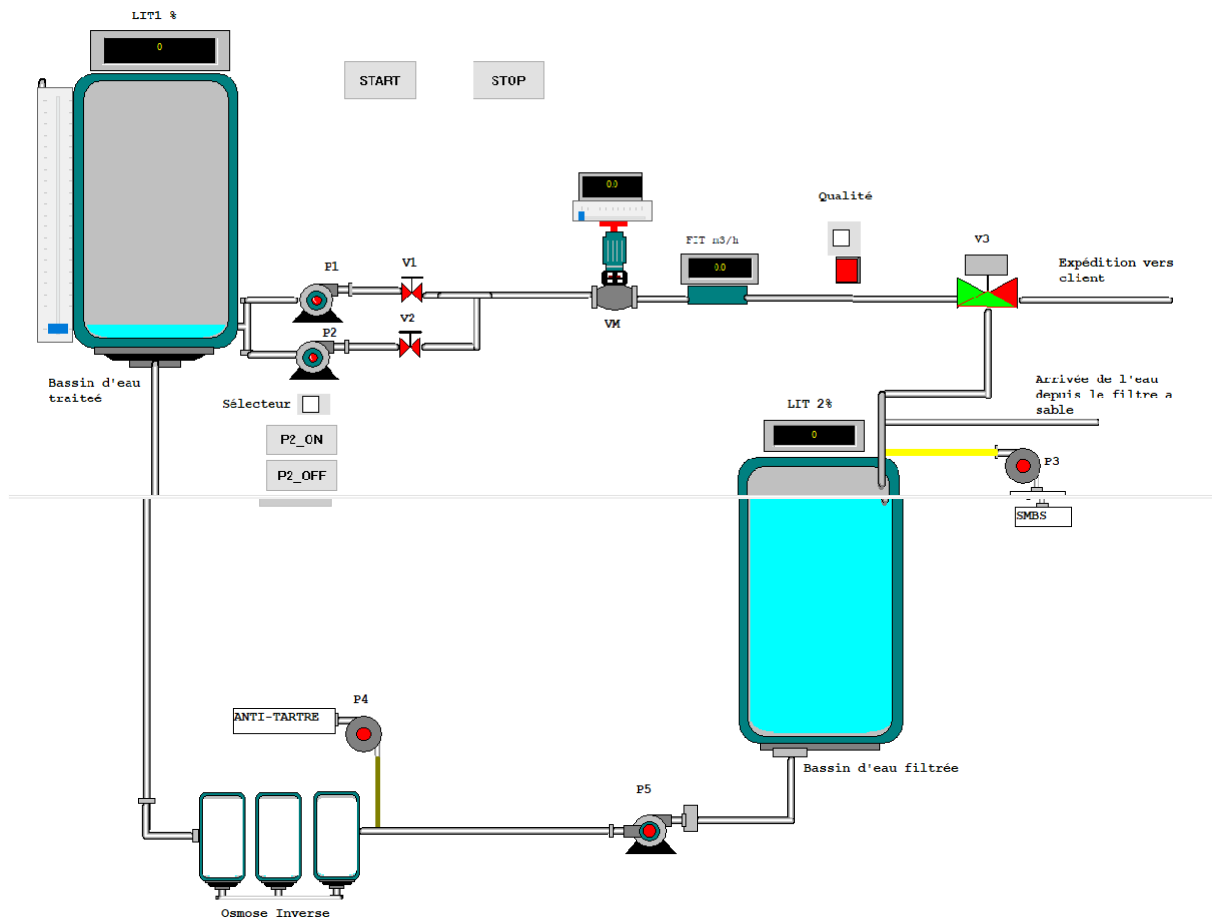 LIT1 %
0
START
STOP
0.0
Qualité
FIT m3/h
0.0
V3
Expédition vers
client
P1
V1
V2
P2
VM
Bassin d'eau
traiteé
Sélecteur
P2_ON
P2_OFF
Arrivée de l'eau
depuis le filtre a
sable
LIT 2%
0
P3
SMBS
P4
ANTI-TARTRE
Bassin d'eau filtrée
P5
Osmose Inverse